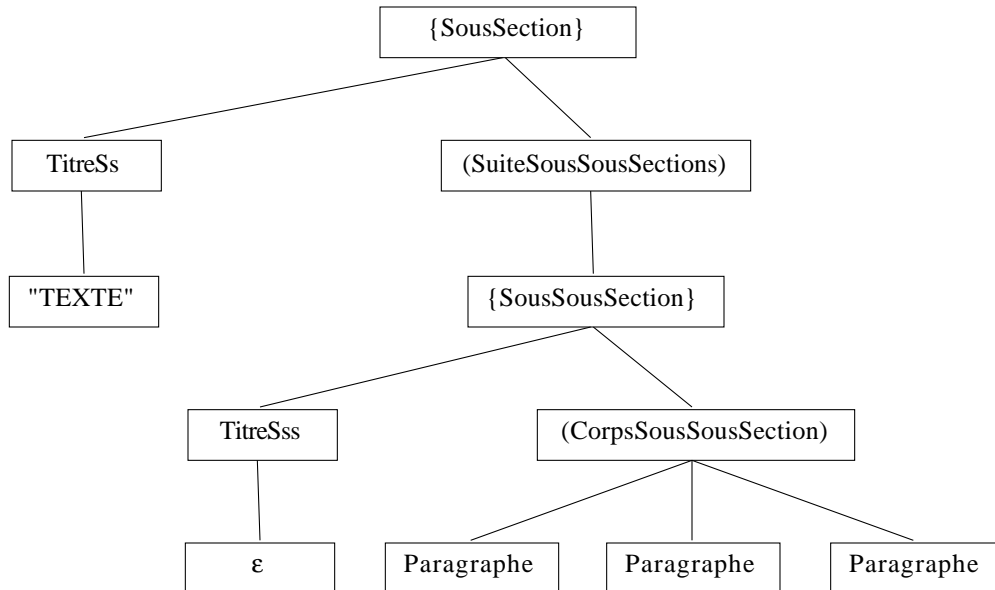 {SousSection}
TitreSs
(SuiteSousSousSections)
"TEXTE"
{SousSousSection}
TitreSss
(CorpsSousSousSection)
ε
Paragraphe
Paragraphe
Paragraphe